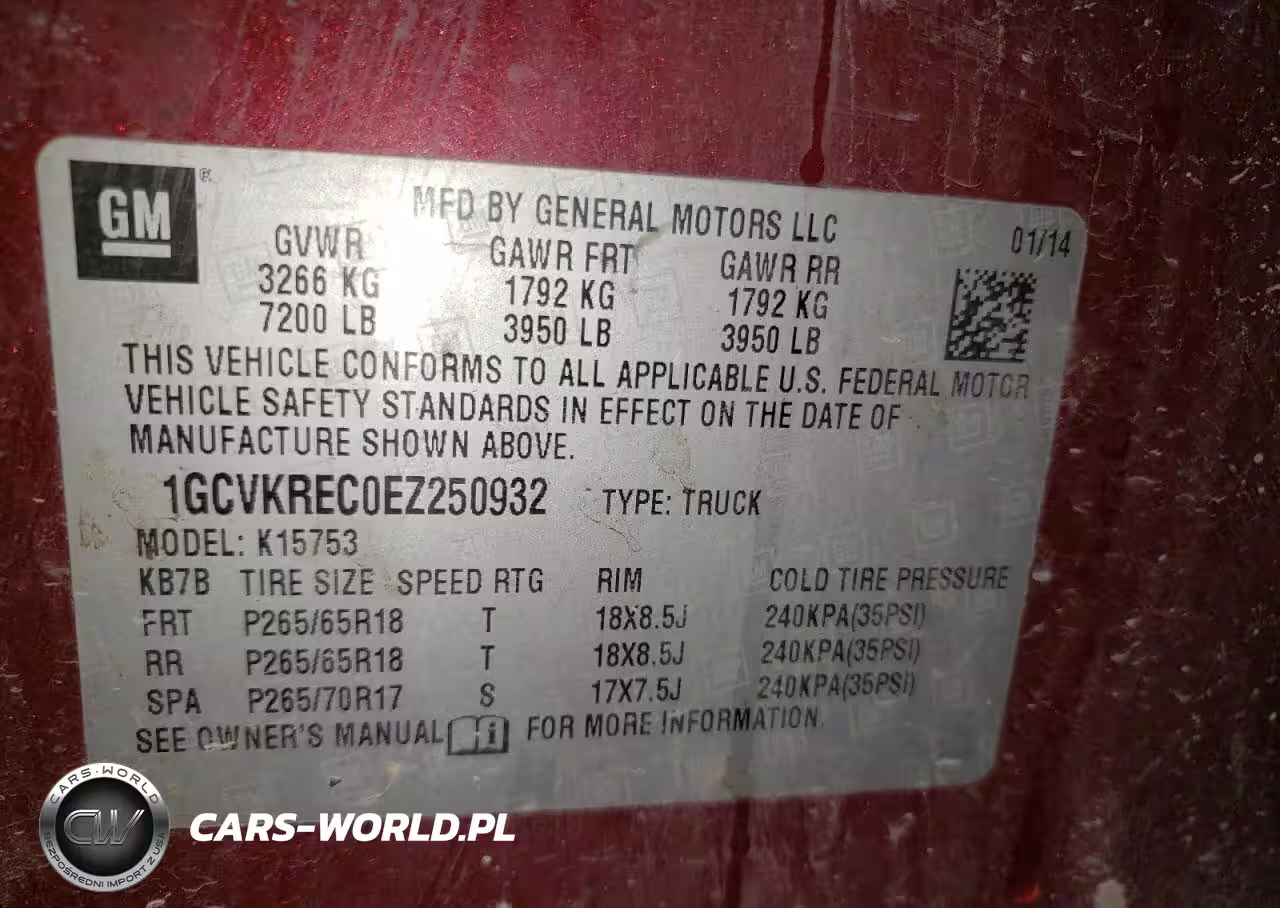 GM
MFD BY GENERAL MOTORS LLC
01/14
GVWR GAWR FRT GAWR RR
3266 KG 1792 KG 1792 KG
7200 LB 3950 LB 3950 LB
THIS VEHICLE CONFORMS TO ALL APPLICABLE U.S. FEDERAL MOTOR
VEHICLE SAFETY STANDARDS IN EFFECT ON THE DATE OF
MANUFACTURE SHOWN ABOVE.
1GCVKREC0EZ250932 TYPE: TRUCK
MODEL: K15753
KB7B TIRE SIZE SPEED RTG RIM COLD TIRE PRESSURE
FRT P265/65R18 T 18X8.5J 240KPA(35PSI)
RR P265/65R18 T 18X8.5J 240KPA(35PSI)
SPA P265/70R17 S 17X7.5J 240KPA(35PSI)
SEE OWNER'S MANUAL i FOR MORE INFORMATION.
CARS-WORLD
CW
BEZPOŚREDNI IMPORT Z USA
CARS-WORLD.PL